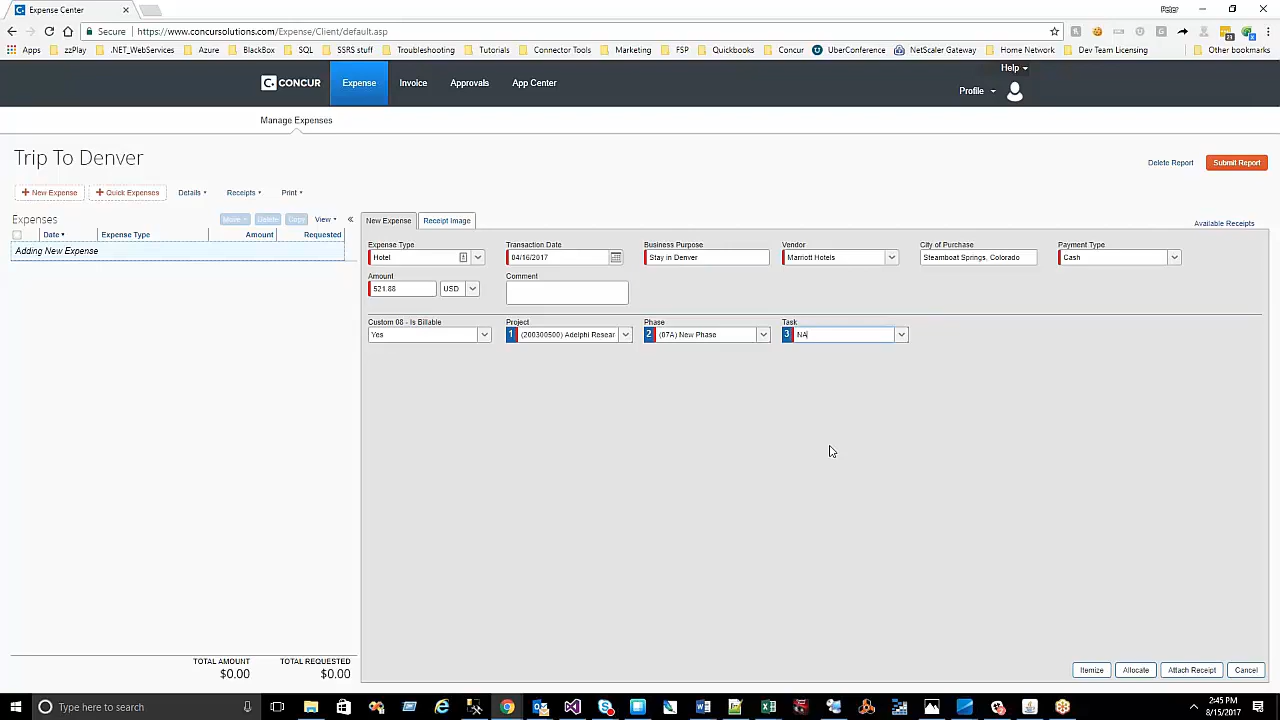 Expense Center
Peter
Secure https://www.concursolutions.com/Expense/Client/default.asp
Apps zzPlay .NET_WebServices Azure BlackBox SQL SSRS stuff Troubleshooting Tutorials Connector Tools Marketing FSP Quickbooks Concur UberConference NetScaler Gateway Home Network Dev Team Licensing Other bookmarks
Help
C. CONCUR Expense Invoice Approvals App Center
Profile
Manage Expenses
Trip To Denver
Delete Report Submit Report
+ New Expense + Quick Expenses Details Receipts Print
Expenses Move Delete Copy View «
New Expense Receipt Image Available Receipts
Date Expense Type Amount Requested
Adding New Expense
Expense Type Transaction Date Business Purpose Vendor City of Purchase Payment Type
Hotel 04/16/2017 Stay in Denver Marriott Hotels Steamboat Springs, Colorado Cash
Amount Comment
521.88 USD
Custom 08 - Is Billable Project Phase Task
Yes 1 (200300500) Adelphi Resear 2 (07A) New Phase 3 NA
TOTAL AMOUNT TOTAL REQUESTED
$0.00 $0.00
Itemize Allocate Attach Receipt Cancel
Type here to search
2:45 PM
8/15/2017